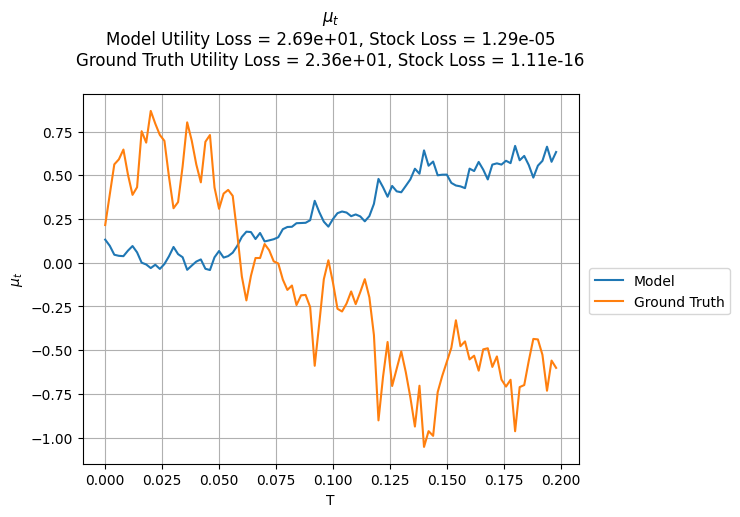 μt
Model Utility Loss = 2.69e+01, Stock Loss = 1.29e-05
Ground Truth Utility Loss = 2.36e+01, Stock Loss = 1.11e-16
0.75
0.50
0.25
0.00
−0.25
−0.50
−0.75
−1.00
μt
0.000 0.025 0.050 0.075 0.100 0.125 0.150 0.175 0.200
T
Model
Ground Truth